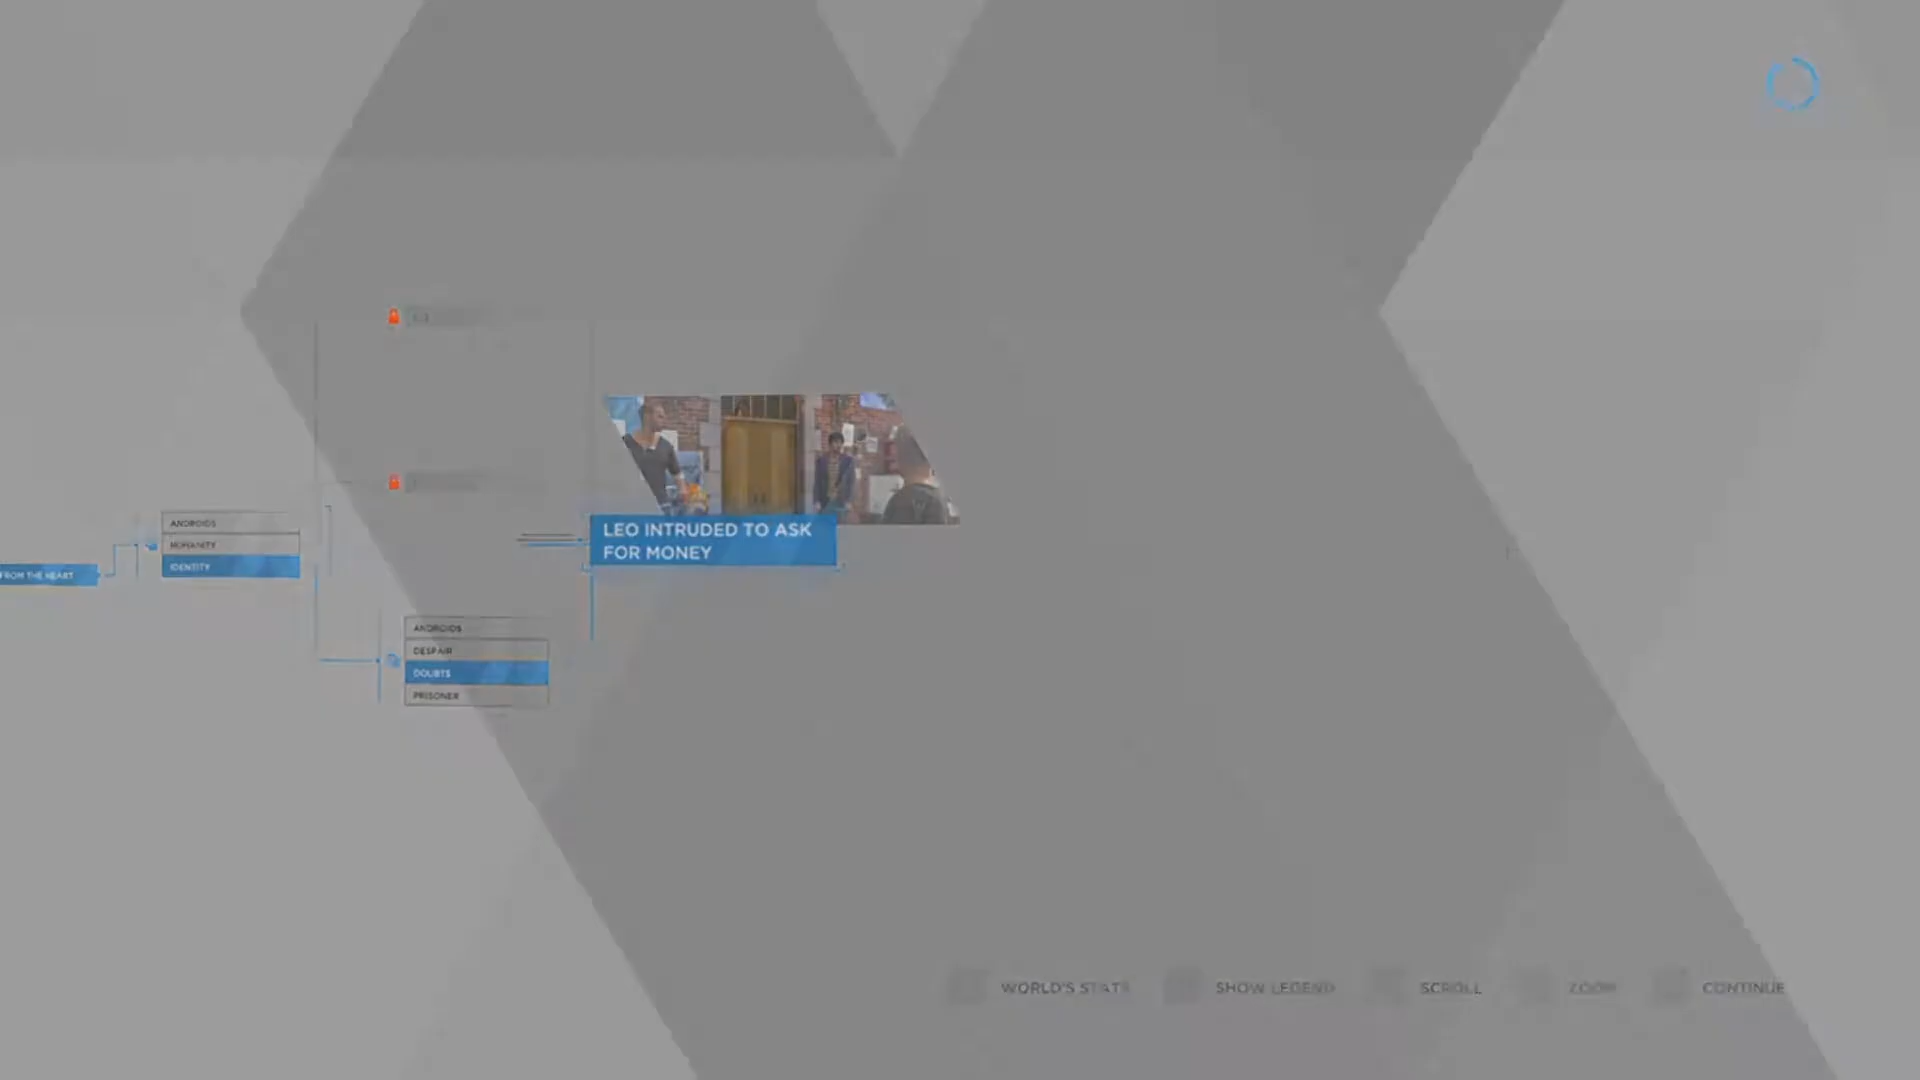 LEO INTRUDED TO ASK
FOR MONEY
ANDROIDS
HUMANITY
IDENTITY
FROM THE HEART
ANDROIDS
DESPAIR
DOUBTS
PRISONER
WORLD'S STATS
SHOW LEGEND
SCROLL
ZOOM
CONTINUE